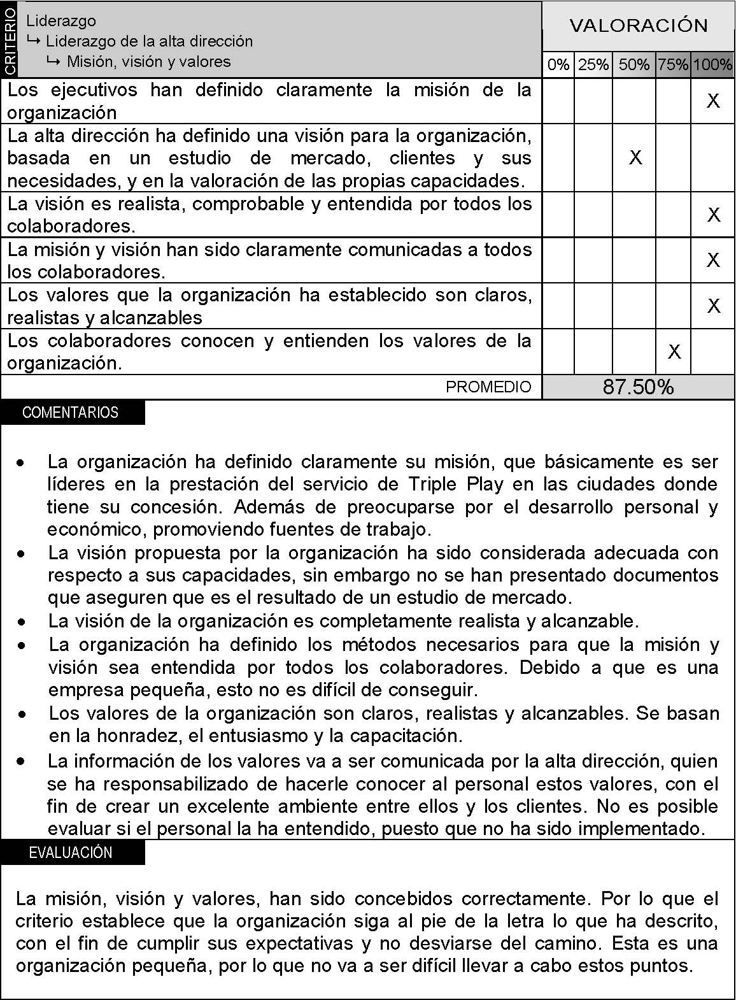 CRITERIO
Liderazgo
↳ Liderazgo de la alta dirección
↳ Misión, visión y valores
VALORACIÓN
0% 25% 50% 75% 100%
Los ejecutivos han definido claramente la misión de la
organización
X
La alta dirección ha definido una visión para la organización,
basada en un estudio de mercado, clientes y sus
necesidades, y en la valoración de las propias capacidades.
X
La visión es realista, comprobable y entendida por todos los
colaboradores.
X
La misión y visión han sido claramente comunicadas a todos
los colaboradores.
X
Los valores que la organización ha establecido son claros,
realistas y alcanzables
X
Los colaboradores conocen y entienden los valores de la
organización.
X
PROMEDIO 87.50%
COMENTARIOS
• La organización ha definido claramente su misión, que básicamente es ser
líderes en la prestación del servicio de Triple Play en las ciudades donde
tiene su concesión. Además de preocuparse por el desarrollo personal y
económico, promoviendo fuentes de trabajo.
• La visión propuesta por la organización ha sido considerada adecuada con
respecto a sus capacidades, sin embargo no se han presentado documentos
que aseguren que es el resultado de un estudio de mercado.
• La visión de la organización es completamente realista y alcanzable.
• La organización ha definido los métodos necesarios para que la misión y
visión sea entendida por todos los colaboradores. Debido a que es una
empresa pequeña, esto no es difícil de conseguir.
• Los valores de la organización son claros, realistas y alcanzables. Se basan
en la honradez, el entusiasmo y la capacitación.
• La información de los valores va a ser comunicada por la alta dirección, quien
se ha responsabilizado de hacerle conocer al personal estos valores, con el
fin de crear un excelente ambiente entre ellos y los clientes. No es posible
evaluar si el personal la ha entendido, puesto que no ha sido implementado.
EVALUACIÓN
La misión, visión y valores, han sido concebidos correctamente. Por lo que el
criterio establece que la organización siga al pie de la letra lo que ha descrito,
con el fin de cumplir sus expectativas y no desviarse del camino. Esta es una
organización pequeña, por lo que no va a ser difícil llevar a cabo estos puntos.